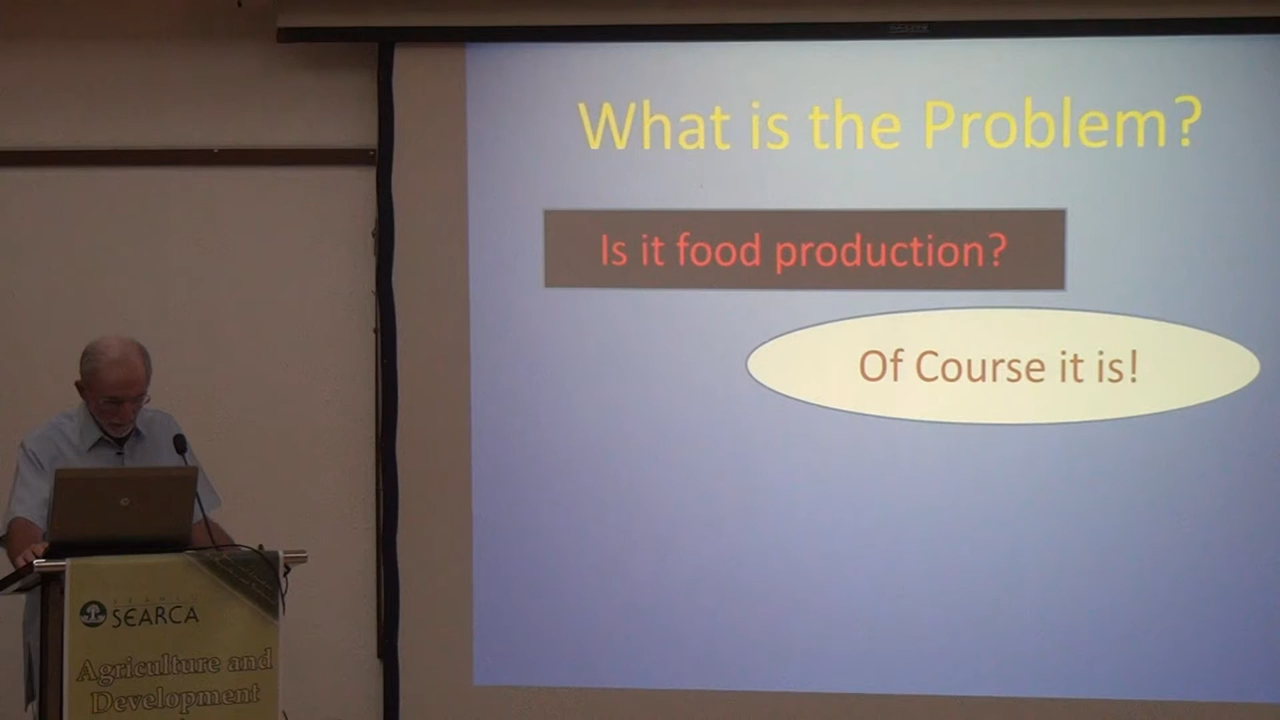 What is the Problem?
Is it food production?
Of Course it is!
SEARCA
Agriculture and
Development